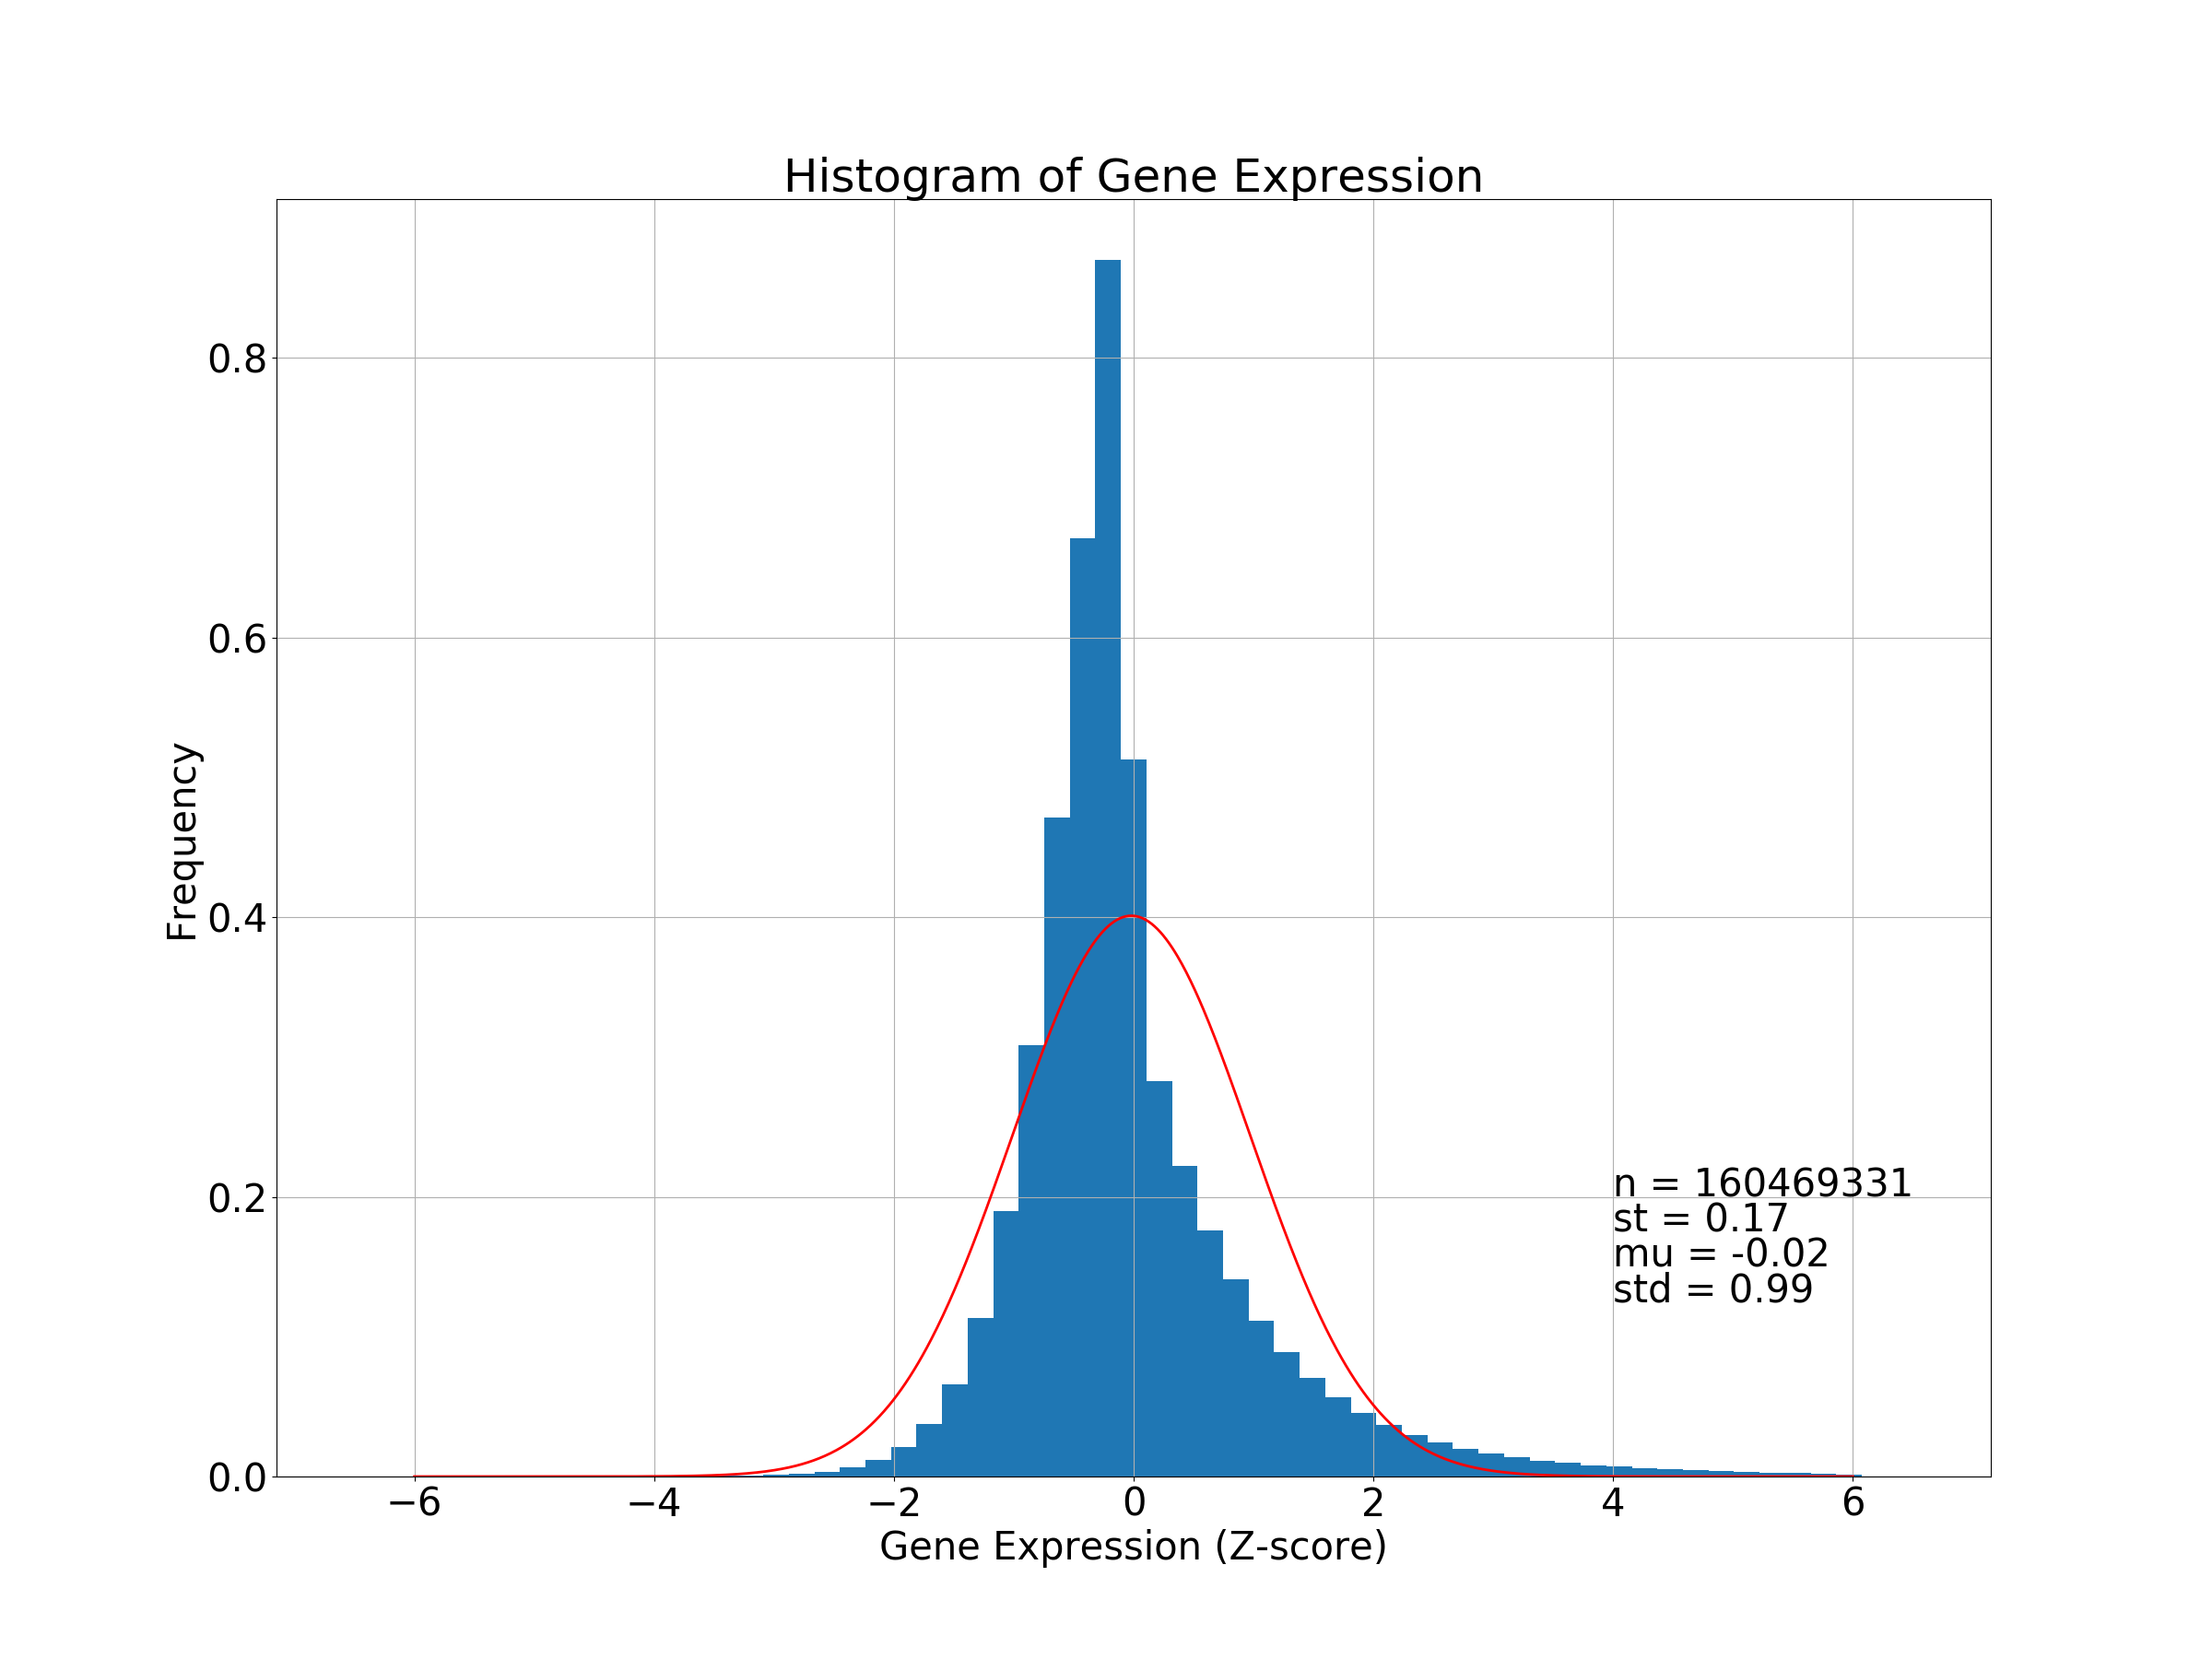 Histogram of Gene Expression
0.8
0.6
0.4
0.2
0.0
Frequency
n = 160469331
st = 0.17
mu = -0.02
std = 0.99
−6 −4 −2 0 2 4 6
Gene Expression (Z-score)